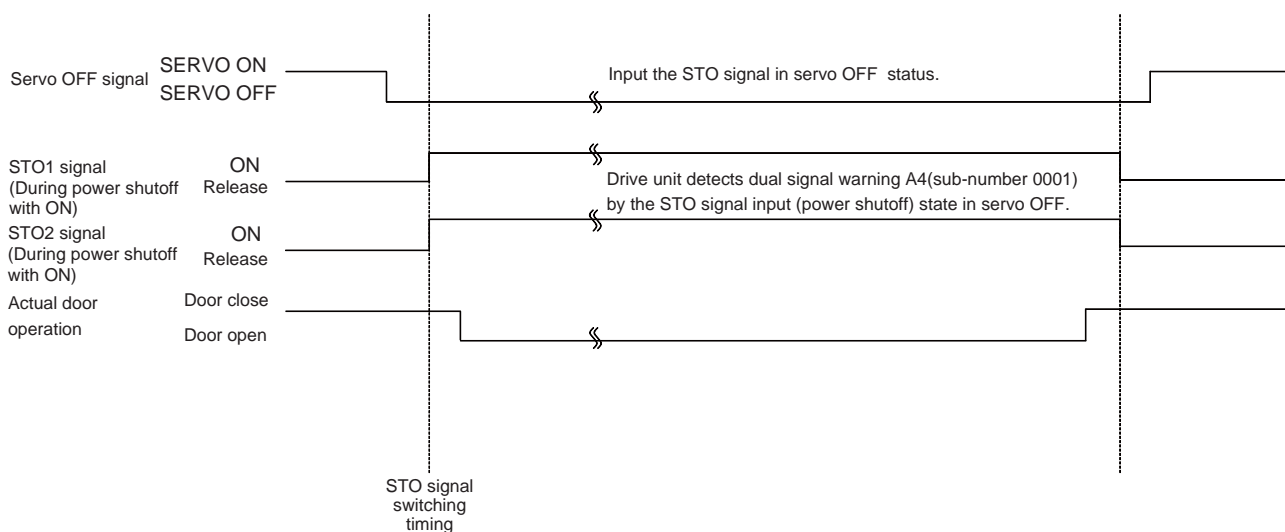 Servo OFF signal SERVO ON
SERVO OFF
Input the STO signal in servo OFF status.
STO1 signal
(During power shutoff
with ON)
ON
Release
Drive unit detects dual signal warning A4(sub-number 0001)
by the STO signal input (power shutoff) state in servo OFF.
STO2 signal
(During power shutoff
with ON)
ON
Release
Actual door
operation
Door close
Door open
STO signal
switching
timing